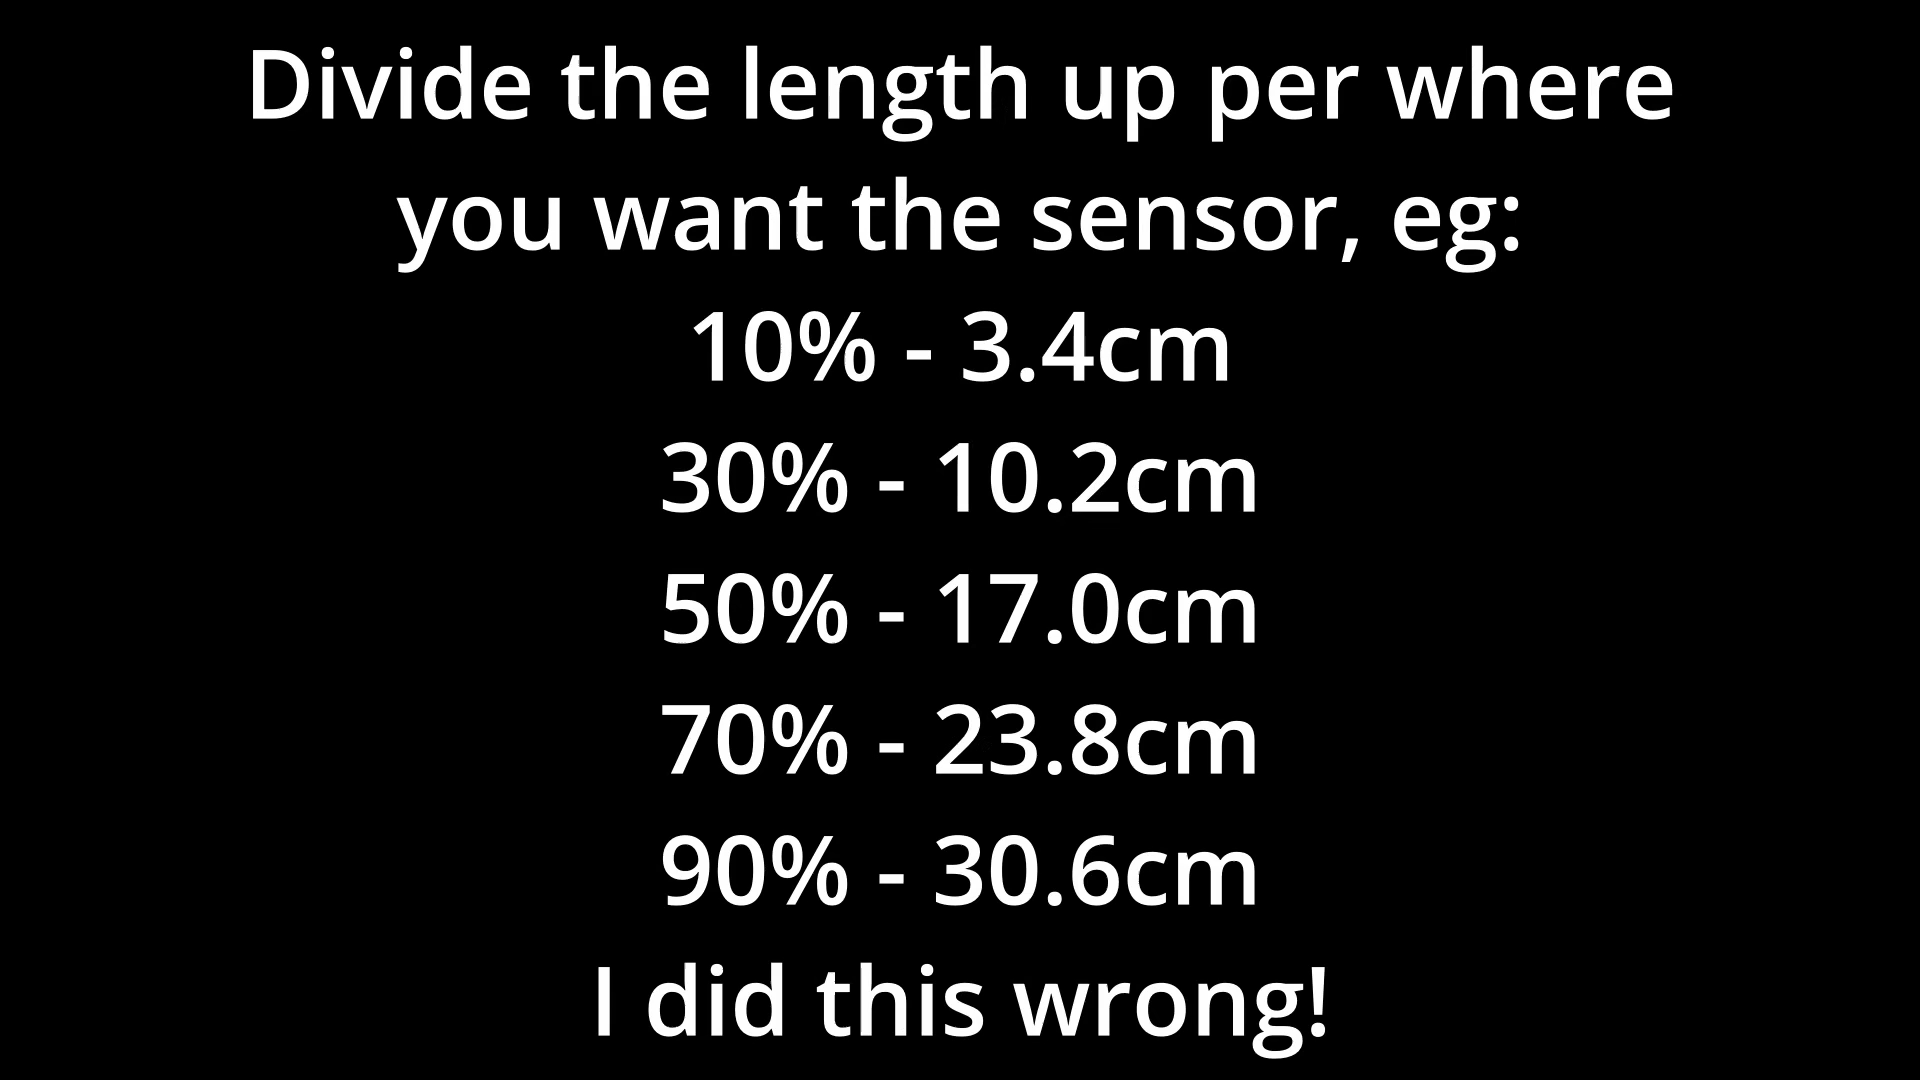 Divide the length up per where
you want the sensor, eg:
10% - 3.4cm
30% - 10.2cm
50% - 17.0cm
70% - 23.8cm
90% - 30.6cm
I did this wrong!